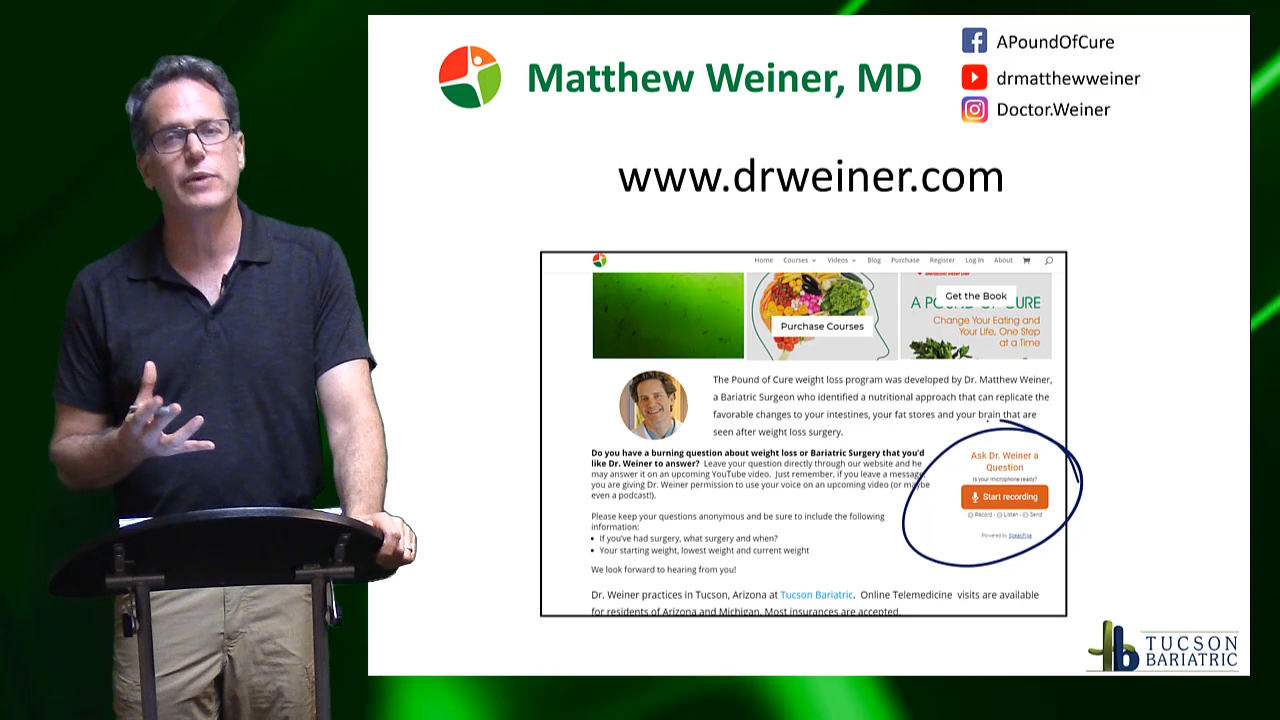 Matthew Weiner, MD
APoundOfCure
drmatthewweiner
Doctor.Weiner
www.drweiner.com
Home Courses Videos Blog Purchase Register Log In About
Purchase Courses
Get the Book
A POUND OF CURE
Change Your Eating and
Your Life, One Step
at a Time
The Pound of Cure weight loss program was developed by Dr. Matthew Weiner,
a Bariatric Surgeon who identified a nutritional approach that can replicate the
favorable changes to your intestines, your fat stores and your brain that are
seen after weight loss surgery.
Do you have a burning question about weight loss or Bariatric Surgery that you'd
like Dr. Weiner to answer? Leave your question directly through our website and he
may answer it on an upcoming YouTube video. Just remember, if you leave a message,
you are giving Dr. Weiner permission to use your voice on an upcoming video (or maybe
even a podcast!).
Please keep your questions anonymous and be sure to include the following
information:
• If you've had surgery, what surgery and when?
• Your starting weight, lowest weight and current weight
We look forward to hearing from you!
Ask Dr. Weiner a
Question
Is your microphone ready?
Start recording
Record - Listen - Send
Powered by SpeakPipe
Dr. Weiner practices in Tucson, Arizona at Tucson Bariatric. Online Telemedicine visits are available
for residents of Arizona and Michigan. Most insurances are accepted.
TUCSON
BARIATRIC